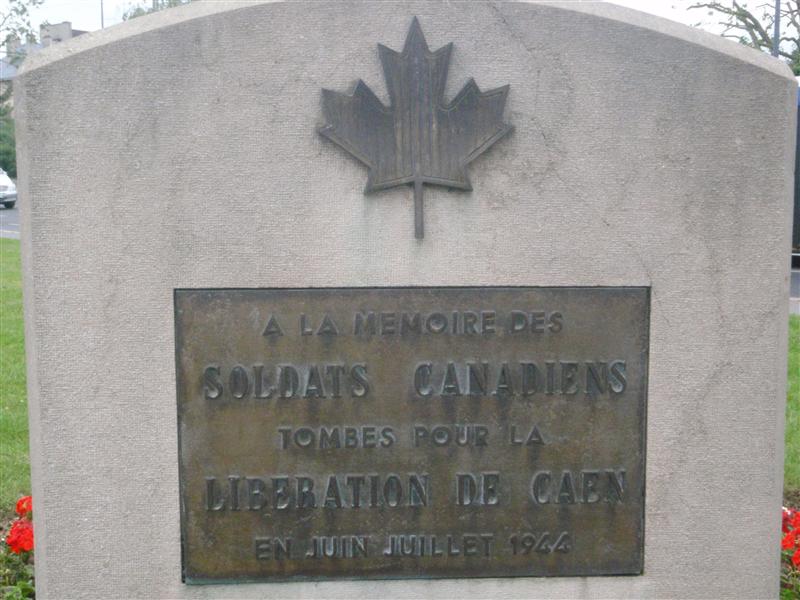 A LA MEMOIRE DES
SOLDATS CANADIENS
TOMBES POUR LA
LIBERATION DE CAEN
EN JUIN JUILLET 1944